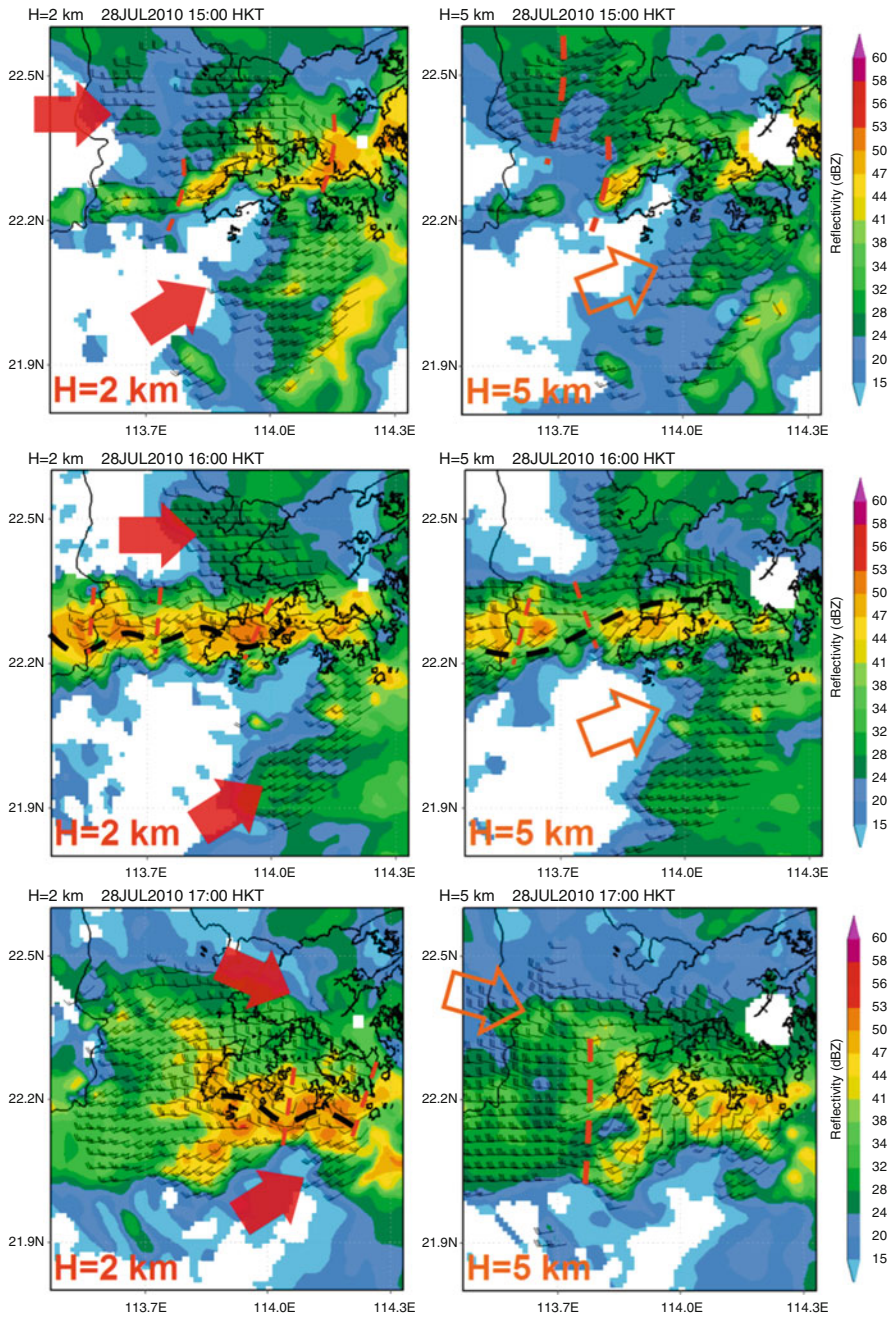 H=2 km 28JUL2010 15:00 HKT
22.5N
22.2N
21.9N
H=2 km
113.7E 114.0E 114.3E
H=5 km 28JUL2010 15:00 HKT
22.5N
22.2N
21.9N
H=5 km
113.7E 114.0E 114.3E
60
58
56
53
50
47
44
41
38
34
32
28
24
20
15
Reflectivity (dBZ)
H=2 km 28JUL2010 16:00 HKT
22.5N
22.2N
21.9N
H=2 km
113.7E 114.0E 114.3E
H=5 km 28JUL2010 16:00 HKT
22.5N
22.2N
21.9N
H=5 km
113.7E 114.0E 114.3E
60
58
56
53
50
47
44
41
38
34
32
28
24
20
15
Reflectivity (dBZ)
H=2 km 28JUL2010 17:00 HKT
22.5N
22.2N
21.9N
H=2 km
113.7E 114.0E 114.3E
H=5 km 28JUL2010 17:00 HKT
22.5N
22.2N
21.9N
H=5 km
113.7E 114.0E 114.3E
60
58
56
53
50
47
44
41
38
34
32
28
24
20
15
Reflectivity (dBZ)